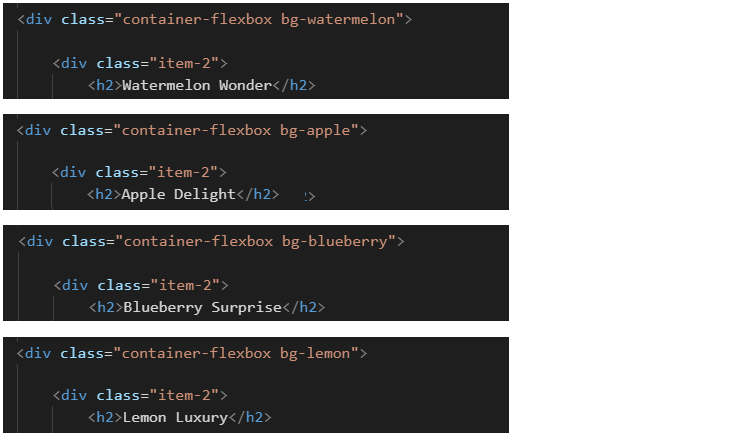 <div class="container-flexbox bg-watermelon">
<div class="item-2">
<h2>Watermelon Wonder</h2>
<div class="container-flexbox bg-apple">
<div class="item-2">
<h2>Apple Delight</h2>   >
<div class="container-flexbox bg-blueberry">
<div class="item-2">
<h2>Blueberry Surprise</h2>
<div class="container-flexbox bg-lemon">
<div class="item-2">
<h2>Lemon Luxury</h2>